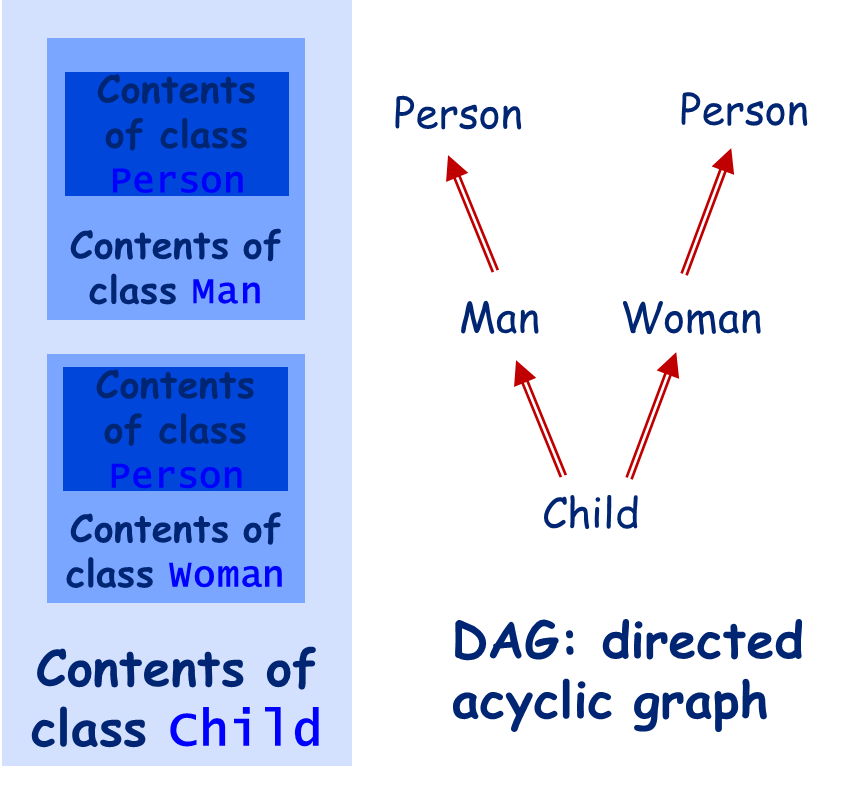 Contents
of class
Person
Contents of
class Man
Contents
of class
Person
Contents of
class Woman
Contents of
class Child
Person
Person
Man
Woman
Child
DAG: directed
acyclic graph